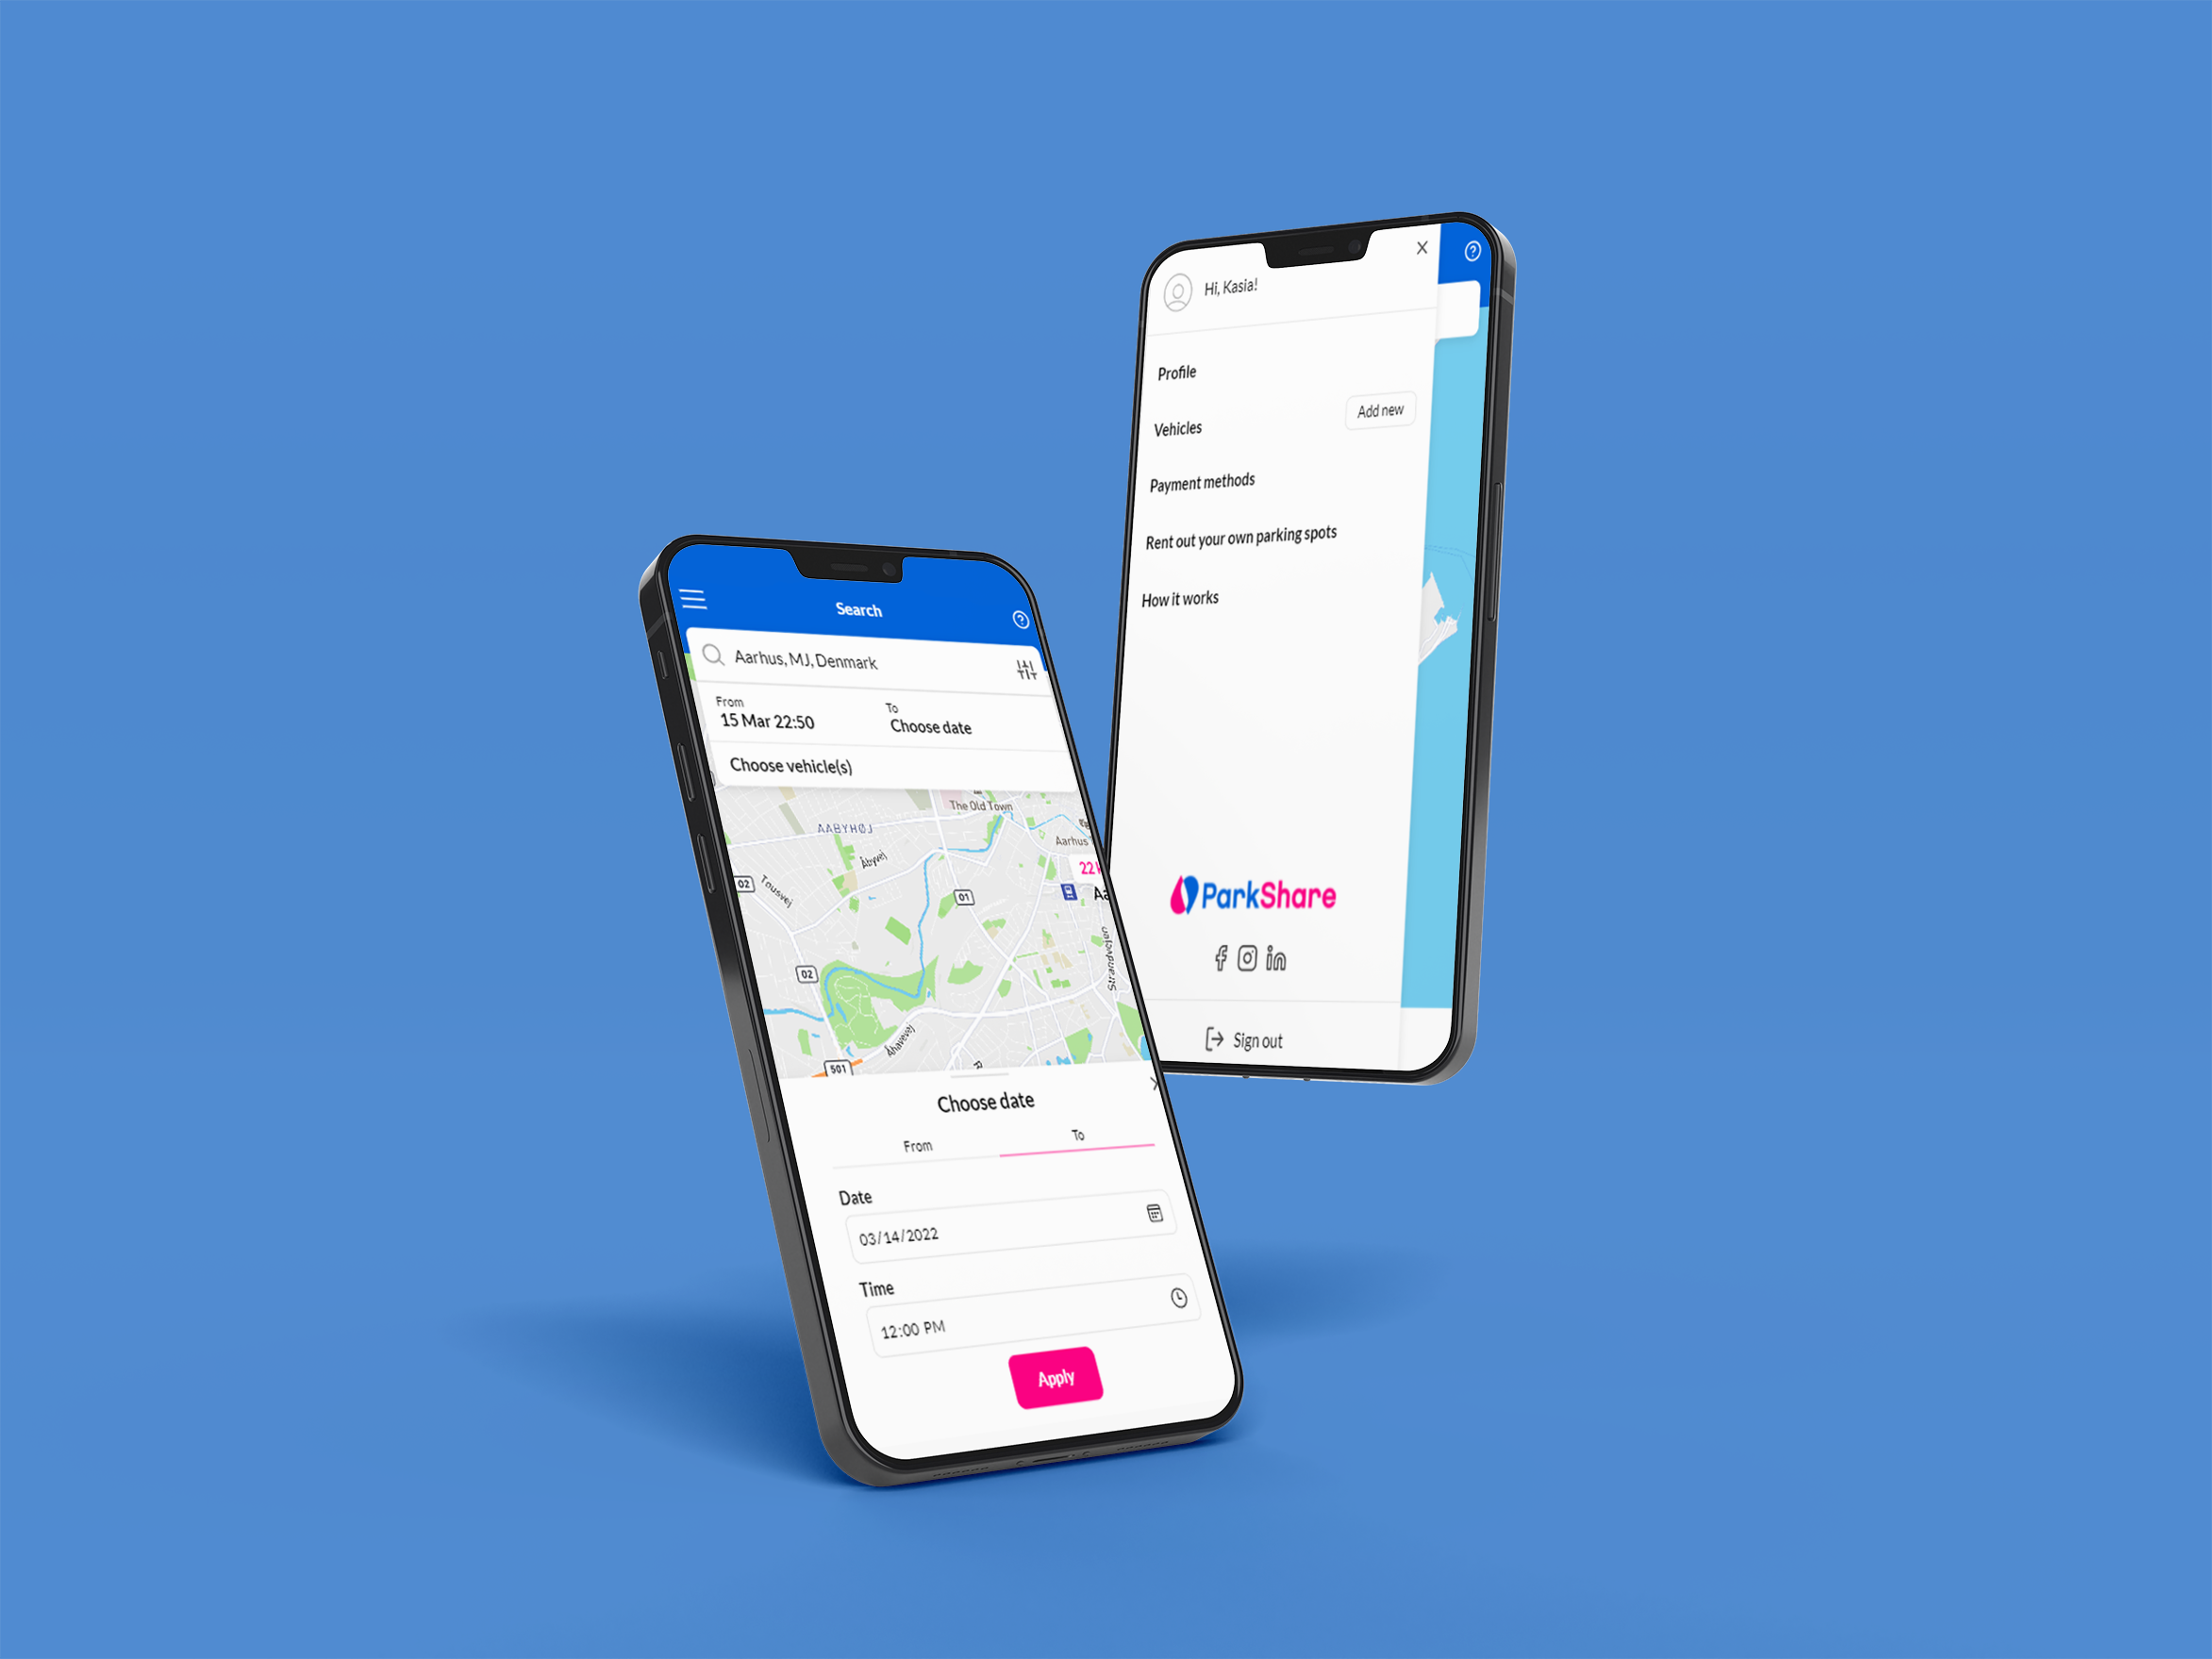 Search
Aarhus, MJ, Denmark
From
15 Mar 22:50
To
Choose date
Choose vehicle(s)
The Old Town
AABYHØJ
Åbyvej
Aarhus
22
02
Tousvej
01
Strandvejen
02
Åhavevej
501
Choose date
From
To
Date
03/14/2022
Time
12:00 PM
Apply
Hi, Kasia!
Profile
Vehicles
Add new
Payment methods
Rent out your own parking spots
How it works
ParkShare
Sign out